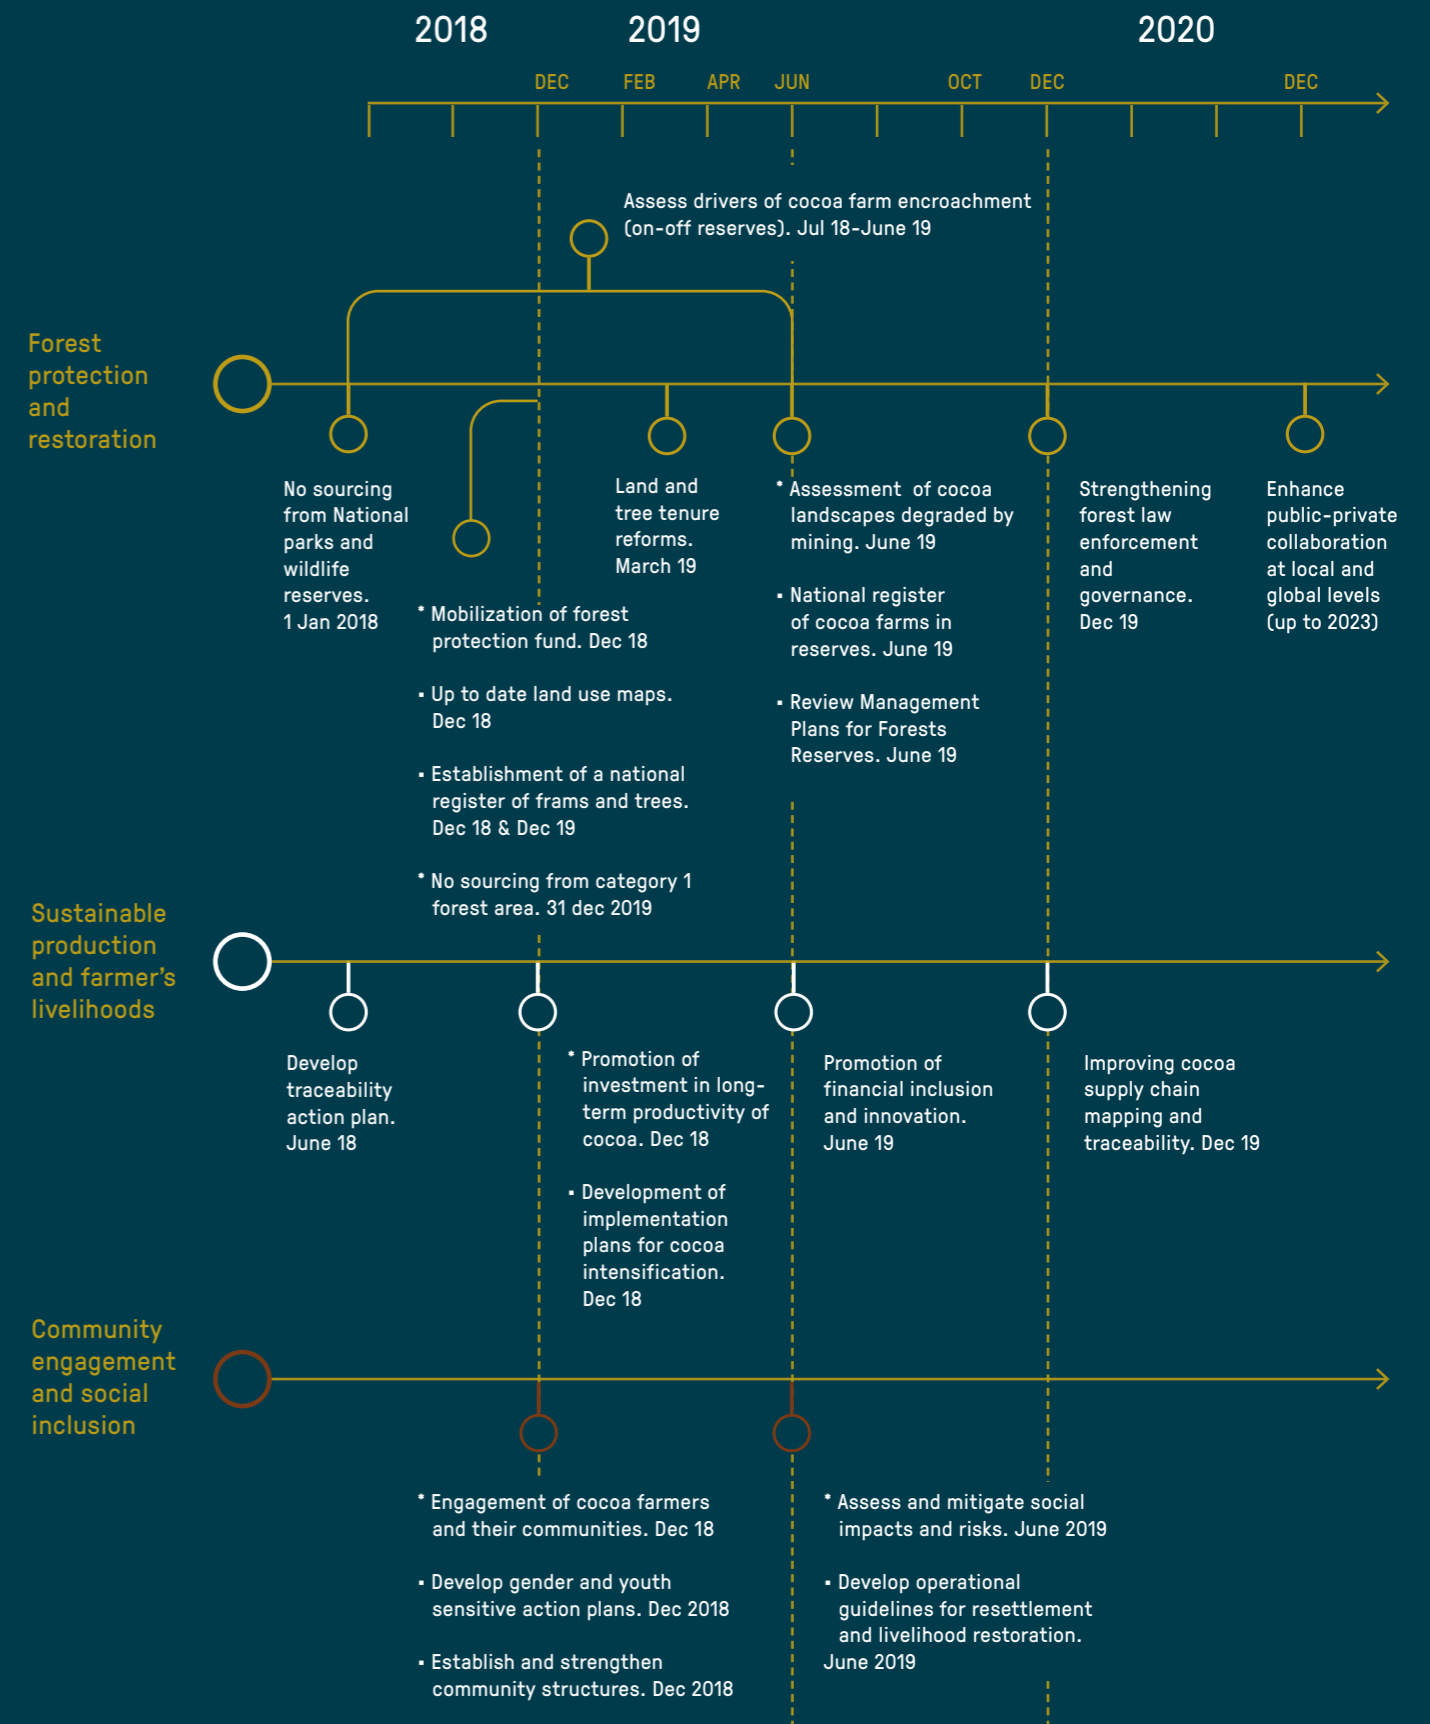 2018
2019
2020
DEC
FEB
APR
JUN
OCT
DEC
DEC
Assess drivers of cocoa farm encroachment
(on-off reserves). Jul 18-June 19
Forest
protection
and
restoration
No sourcing
from National
parks and
wildlife
reserves.
1 Jan 2018
* Mobilization of forest
protection fund. Dec 18
▪ Up to date land use maps.
Dec 18
▪ Establishment of a national
register of frams and trees.
Dec 18 & Dec 19
* No sourcing from category 1
forest area. 31 dec 2019
Land and
tree tenure
reforms.
March 19
* Assessment of cocoa
landscapes degraded by
mining. June 19
▪ National register
of cocoa farms in
reserves. June 19
▪ Review Management
Plans for Forests
Reserves. June 19
Strengthening
forest law
enforcement
and
governance.
Dec 19
Enhance
public-private
collaboration
at local and
global levels
(up to 2023)
Sustainable
production
and farmer's
livelihoods
Develop
traceability
action plan.
June 18
* Promotion of
investment in long-
term productivity of
cocoa. Dec 18
▪ Development of
implementation
plans for cocoa
intensification.
Dec 18
Promotion of
financial inclusion
and innovation.
June 19
Improving cocoa
supply chain
mapping and
traceability. Dec 19
Community
engagement
and social
inclusion
* Engagement of cocoa farmers
and their communities. Dec 18
▪ Develop gender and youth
sensitive action plans. Dec 2018
▪ Establish and strengthen
community structures. Dec 2018
* Assess and mitigate social
impacts and risks. June 2019
▪ Develop operational
guidelines for resettlement
and livelihood restoration.
June 2019